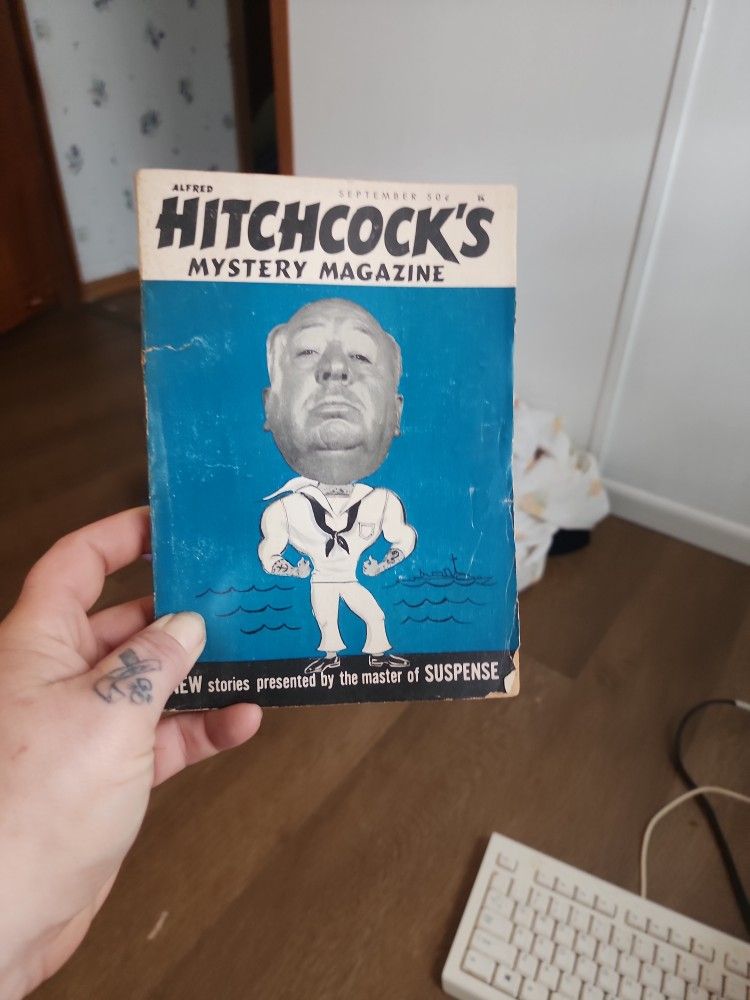 ALFRED
SEPTEMBER 50¢
HITCHCOCK'S
MYSTERY MAGAZINE
stories presented by the master of SUSPENSE